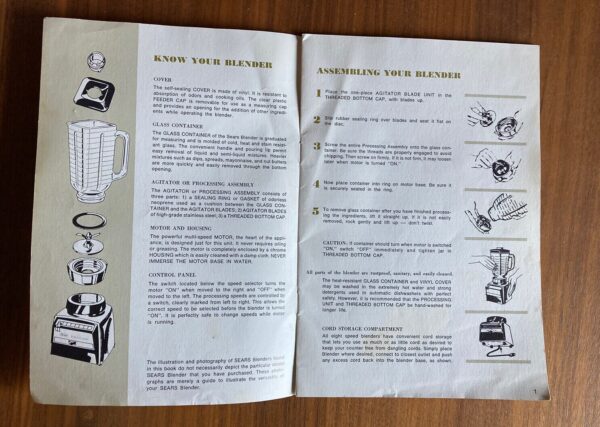 KNOW YOUR BLENDER
COVER
The self-sealing COVER is made of vinyl. It is resistant to
absorption of odors and cooking oils. The clear plastic
FEEDER CAP is removable for use as a measuring cap
and provides an opening for the addition of other ingredi-
ents while operating the blender.
GLASS CONTAINER
The GLASS CONTAINER of the Sears Blender is graduated
for measuring and is molded of cold, heat and stain resist-
ant glass. The convenient handle and pouring lip permit
easy removal of liquid and semi-liquid mixtures. Heavier
mixtures such as dips, spreads, mayonnaise, and nut-butters
are more quickly and easily removed through the bottom
opening.
AGITATOR OR PROCESSING ASSEMBLY
The AGITATOR or PROCESSING ASSEMBLY consists of
three parts: 1) a SEALING RING or GASKET of odorless
neoprene used as a cushion between the GLASS CON-
TAINER and the AGITATOR BLADES; 2) AGITATOR BLADES
of high-grade stainless steel; 3) a THREADED BOTTOM CAP.
MOTOR AND HOUSING
The powerful multi-speed MOTOR, the heart of the appli-
ance, is designed just for this unit. It never requires oiling
or greasing. The motor is completely enclosed by a chrome
HOUSING which is easily cleaned with a damp cloth. NEVER
IMMERSE THE MOTOR BASE IN WATER.
CONTROL PANEL
The switch located below the speed selector turns the
motor "ON" when moved to the right and "OFF" when
moved to the left. The processing speeds are controlled by
a switch, clearly marked from left to right. This allows the
correct speed to be selected before the blender is turned
"ON". It is perfectly safe to change speeds while motor
is running.
The illustration and photography of SEARS Blenders
in this book do not necessarily depict the particular
SEARS Blender that you have purchased. These
graphs are merely a guide to illustrate the versatility of
your SEARS Blender.
ASSEMBLING YOUR BLENDER
1 Place the one-piece AGITATOR BLADE UNIT in the
THREADED BOTTOM CAP, with blades up.
2 Slip rubber sealing ring over blades and seat it flat on
the disc.
3 Screw the entire Processing Assembly onto the glass con-
tainer. Be sure the threads are properly engaged to avoid
chipping. Then screw on firmly. If it is not firm, it may loosen
later when motor is turned "ON."
4 Now place container into ring on motor base. Be sure it
is securely seated in the ring.
5 To remove glass container after you have finished process-
ing the ingredients, lift it straight up. If it is not easily
removed, rock gently and lift up — don't twist.
CAUTION: If container should turn when motor is switched
"ON," switch "OFF" immediately and tighten jar in
THREADED BOTTOM CAP.
All parts of the blender are rustproof, sanitary, and easily cleaned.
The heat-resistant GLASS CONTAINER and VINYL COVER
may be washed in the extremely hot water and strong
detergents used in automatic dishwashers with perfect
safety. However, it is recommended that the PROCESSING
UNIT and THREADED BOTTOM CAP be hand-washed for
longer life.
CORD STORAGE COMPARTMENT
All eight speed blenders have convenient cord storage
that lets you use as much or as little cord as desired to
keep your counter free from dangling cords. Simply place
Blender where desired, connect to closest outlet and push
any excess cord back into the blender base, as shown.
1